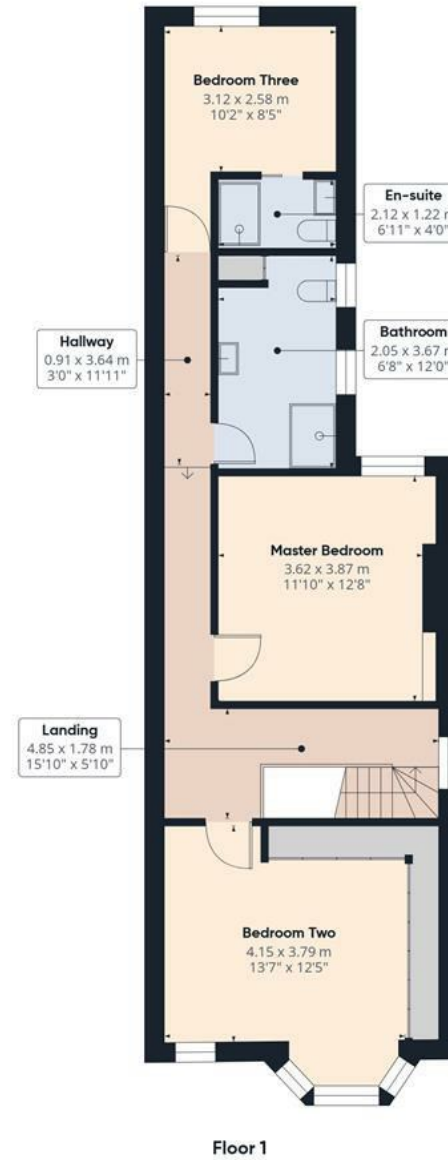 Bedroom Three
3.12 x 2.58 m
10'2" x 8'5"
En-suite
2.12 x 1.22 m
6'11" x 4'0"
Hallway
0.91 x 3.64 m
3'0" x 11'11"
Bathroom
2.05 x 3.67 m
6'8" x 12'0"
Master Bedroom
3.62 x 3.87 m
11'10" x 12'8"
Landing
4.85 x 1.78 m
15'10" x 5'10"
Bedroom Two
4.15 x 3.79 m
13'7" x 12'5"
Floor 1